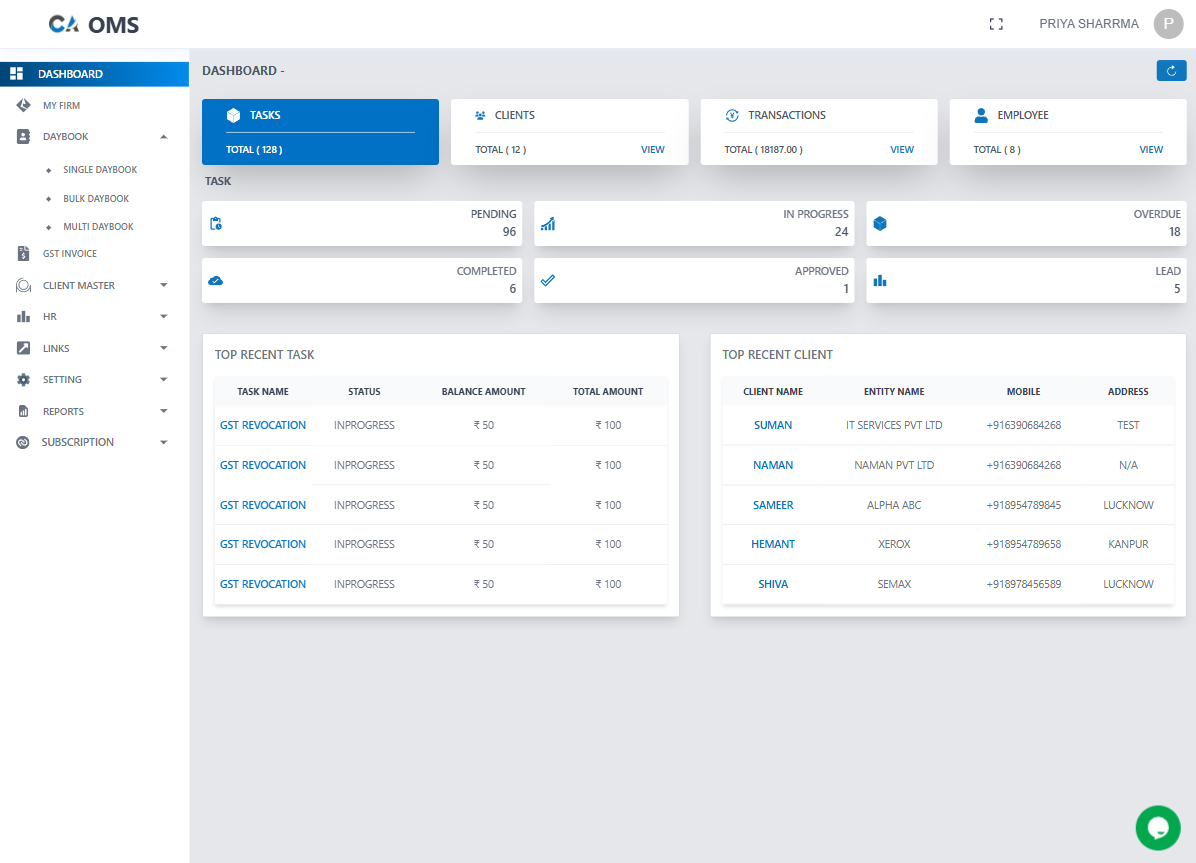 CA OMS
PRIYA SHARRMA
P
DASHBOARD
MY FIRM
DAYBOOK
SINGLE DAYBOOK
BULK DAYBOOK
MULTI DAYBOOK
GST INVOICE
CLIENT MASTER
HR
LINKS
SETTING
REPORTS
SUBSCRIPTION
DASHBOARD -
TASKS
TOTAL ( 128 )
CLIENTS
TOTAL ( 12 ) VIEW
TRANSACTIONS
TOTAL ( 18187.00 ) VIEW
EMPLOYEE
TOTAL ( 8 ) VIEW
TASK
PENDING
96
IN PROGRESS
24
OVERDUE
18
COMPLETED
6
APPROVED
1
LEAD
5
TOP RECENT TASK
TASK NAME STATUS BALANCE AMOUNT TOTAL AMOUNT
GST REVOCATION INPROGRESS ₹ 50 ₹ 100
GST REVOCATION INPROGRESS ₹ 50 ₹ 100
GST REVOCATION INPROGRESS ₹ 50 ₹ 100
GST REVOCATION INPROGRESS ₹ 50 ₹ 100
GST REVOCATION INPROGRESS ₹ 50 ₹ 100
TOP RECENT CLIENT
CLIENT NAME ENTITY NAME MOBILE ADDRESS
SUMAN IT SERVICES PVT LTD +916390684268 TEST
NAMAN NAMAN PVT LTD +916390684268 N/A
SAMEER ALPHA ABC +918954789845 LUCKNOW
HEMANT XEROX +918954789658 KANPUR
SHIVA SEMAX +918978456589 LUCKNOW